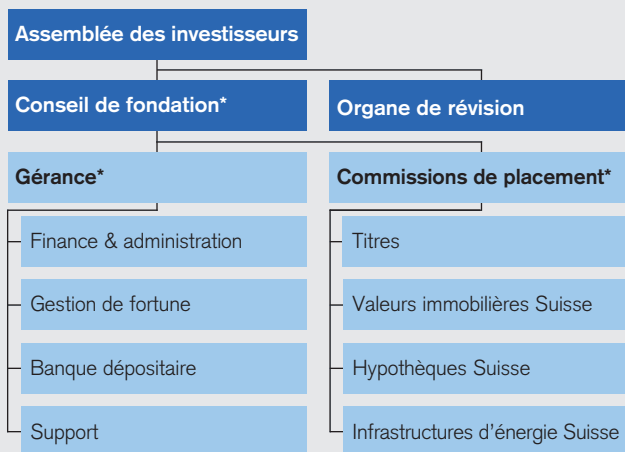 Assemblée des investisseurs
Conseil de fondation*
Organe de révision
Gérance*
Commissions de placement*
Finance & administration
Titres
Gestion de fortune
Valeurs immobilières Suisse
Banque dépositaire
Hypothèques Suisse
Support
Infrastructures d’énergie Suisse